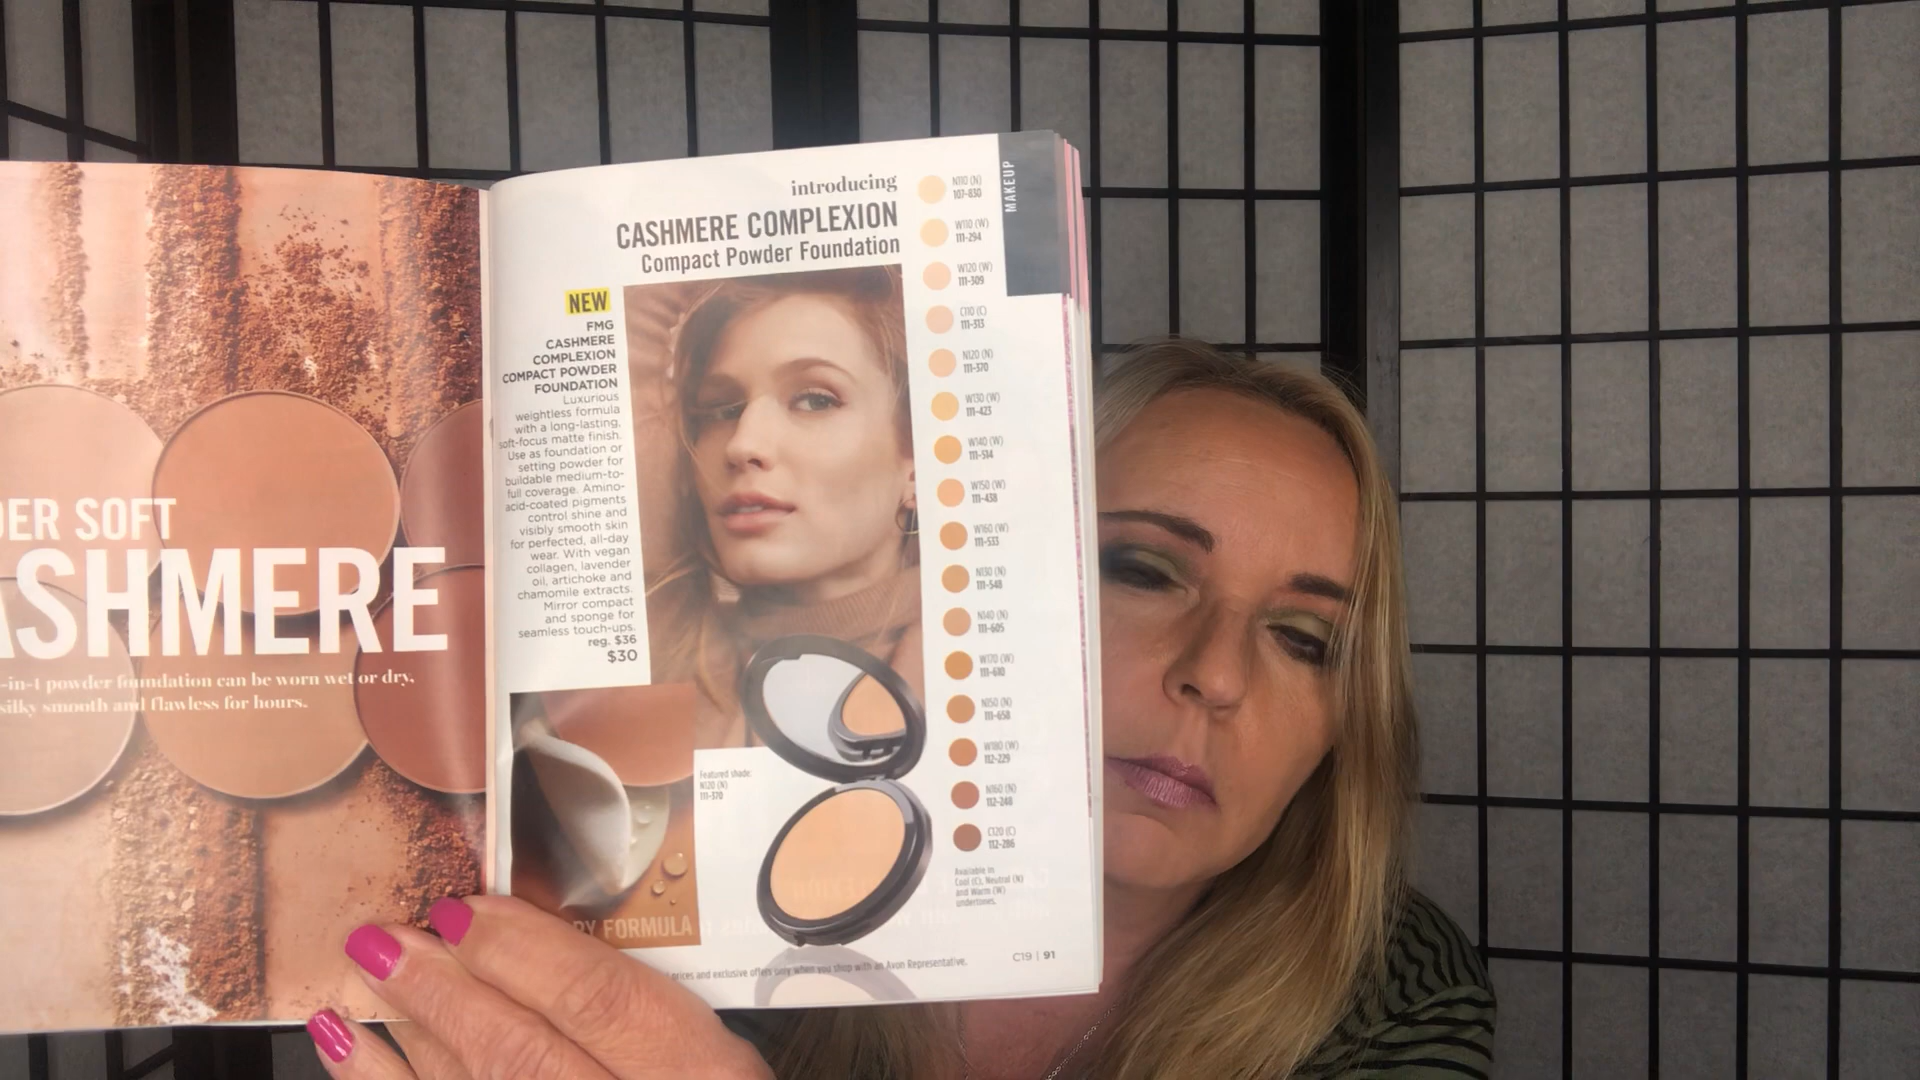 DER SOFT
ASHMERE
-in-1 powder foundation can be worn wet or dry,
silky smooth and flawless for hours.
introducing
CASHMERE COMPLEXION
Compact Powder Foundation
NEW
FMG
CASHMERE
COMPLEXION
COMPACT POWDER
FOUNDATION
Luxurious
weightless formula
with a long-lasting,
soft-focus matte finish.
Use as foundation or
setting powder for
buildable medium-to-
full coverage. Amino-
acid-coated pigments
control shine and
visibly smooth skin
for perfected, all-day
wear. With vegan
collagen, lavender
oil, artichoke and
chamomile extracts.
Mirror compact
and sponge for
seamless touch-ups.
reg. $36
$30
Featured shade:
N120 (N)
111-370
RY FORMULA
N110 (N)
107-830
W110 (W)
111-294
W120 (W)
111-309
C110 (C)
111-313
N120 (N)
111-370
W130 (W)
111-423
W140 (W)
111-514
W150 (W)
111-438
W160 (W)
111-533
N130 (N)
111-548
N140 (N)
111-605
W170 (W)
111-610
N150 (N)
111-658
W180 (W)
112-229
N160 (N)
112-248
C120 (C)
112-286
Available in
Cool (C), Neutral (N)
and Warm (W)
undertones.
MAKEUP
prices and exclusive offers only when you shop with an Avon Representative.
C19 | 91